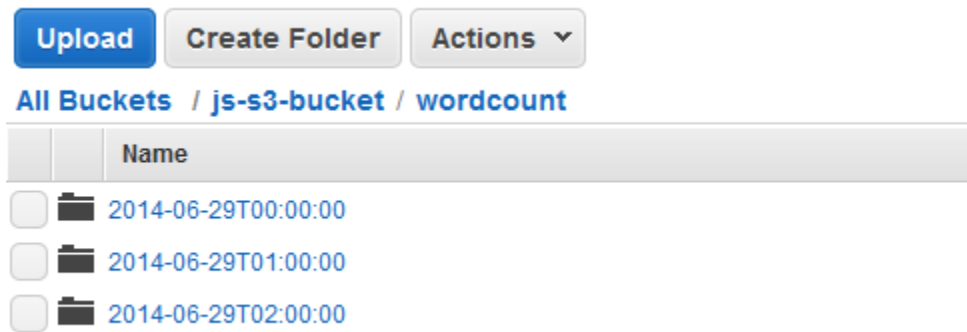 Upload Create Folder Actions
All Buckets / js-s3-bucket / wordcount
Name
2014-06-29T00:00:00
2014-06-29T01:00:00
2014-06-29T02:00:00